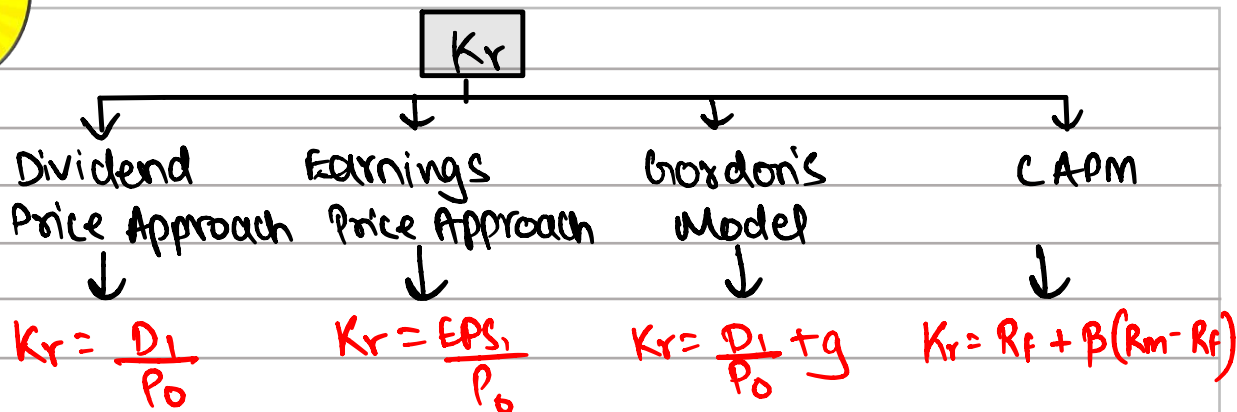 Kr
Dividend Earnings Gordon's CAPM
Price Approach Price Approach Model
Kr = D1/P0 Kr = EPS1/P0 Kr = D1/P0 + g Kr = RF + β(Rm - RF)